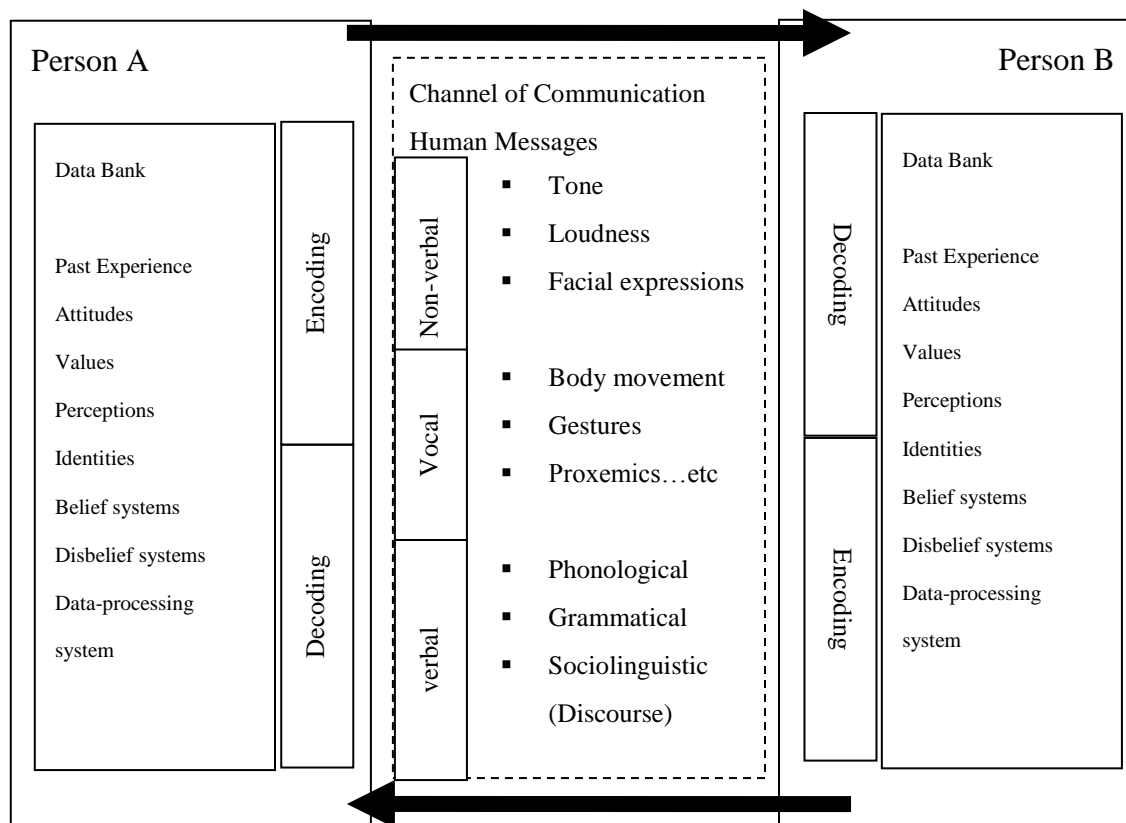 Person A
Data Bank
Past Experience
Attitudes
Values
Perceptions
Identities
Belief systems
Disbelief systems
Data-processing
system
Encoding
Decoding
Channel of Communication
Human Messages
Non-verbal
▪ Tone
▪ Loudness
▪ Facial expressions
Vocal
▪ Body movement
▪ Gestures
▪ Proxemics…etc
verbal
▪ Phonological
▪ Grammatical
▪ Sociolinguistic
(Discourse)
Person B
Decoding
Encoding
Data Bank
Past Experience
Attitudes
Values
Perceptions
Identities
Belief systems
Disbelief systems
Data-processing
system